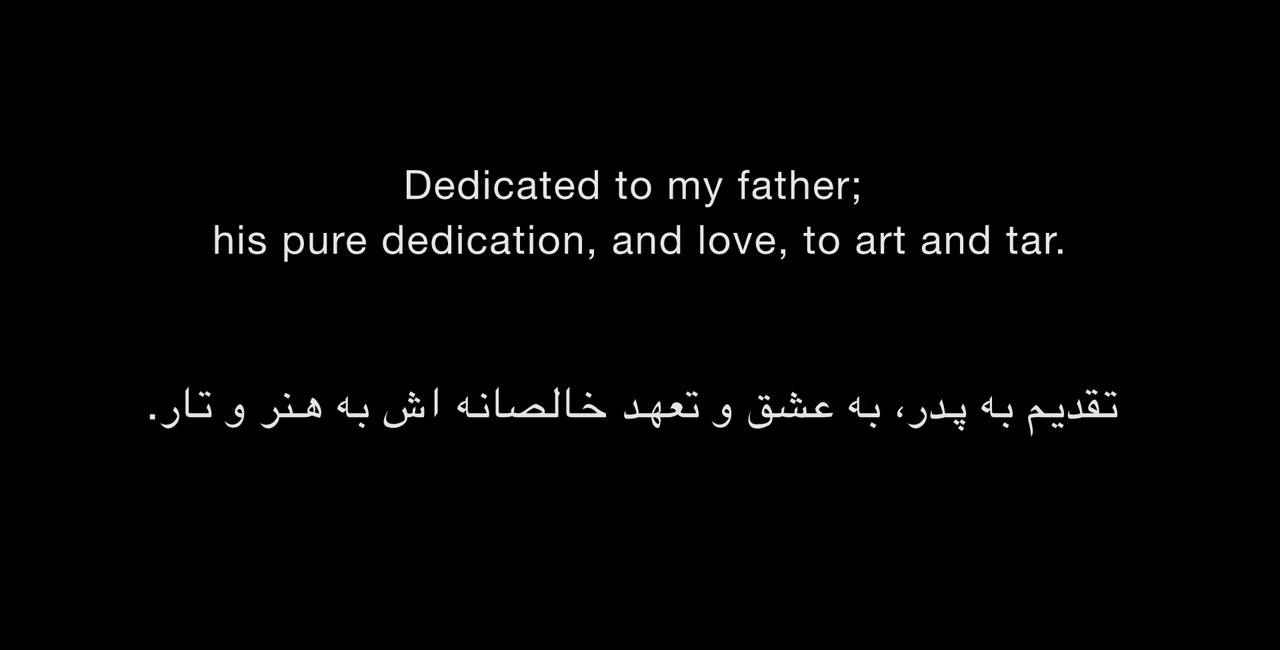 Dedicated to my father;
his pure dedication, and love, to art and tar.
تقدیم به پدر، به عشق و تعهد خالصانه اش به هنر و تار.